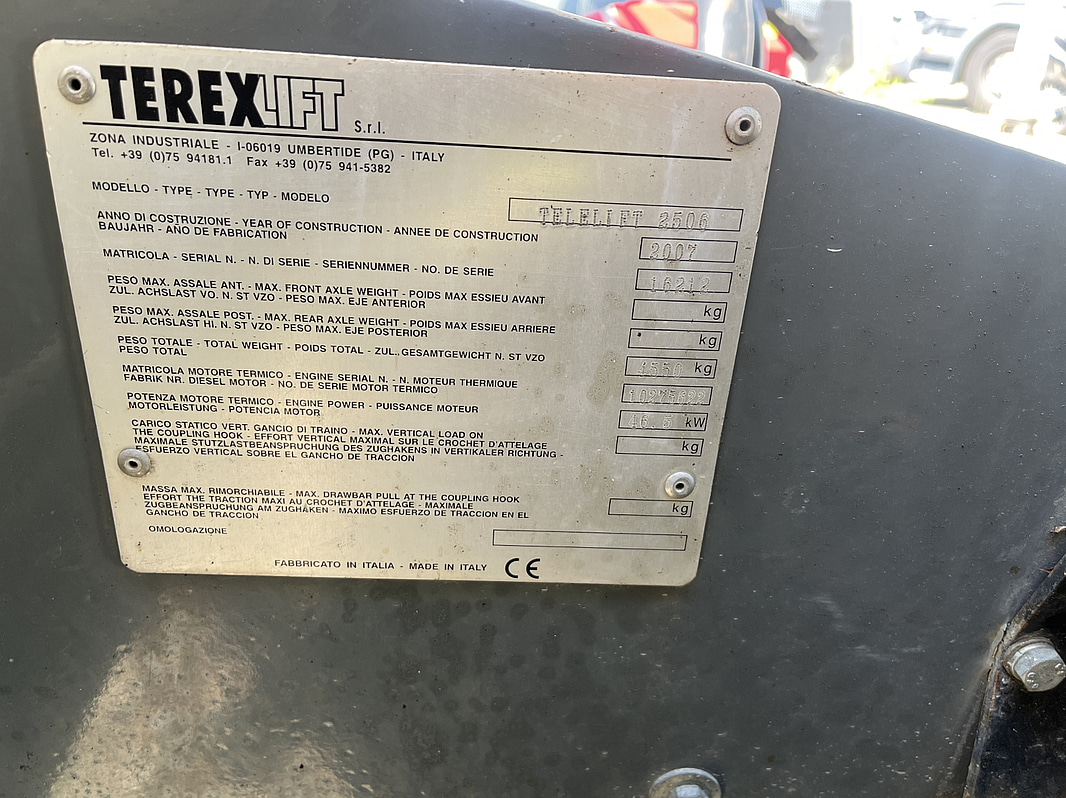 TEREXLIFT S.r.l.
ZONA INDUSTRIALE - I-06019 UMBERTIDE (PG) - ITALY
Tel. +39 (0)75 94181.1 Fax +39 (0)75 941-5382
MODELLO - TYPE - TYPE - TYP - MODELO
TELELIFT 2506
ANNO DI COSTRUZIONE - YEAR OF CONSTRUCTION - ANNEE DE CONSTRUCTION
BAUJAHR - AÑO DE FABRICATION
2007
MATRICOLA - SERIAL N. - N. DI SERIE - SERIENNUMMER - NO. DE SERIE
16212
PESO MAX. ASSALE ANT. - MAX. FRONT AXLE WEIGHT - POIDS MAX ESSIEU AVANT
ZUL. ACHSLAST VO. N. ST VZO - PESO MAX. EJE ANTERIOR
kg
PESO MAX. ASSALE POST. - MAX. REAR AXLE WEIGHT - POIDS MAX ESSIEU ARRIERE
ZUL. ACHSLAST HI. N. ST VZO - PESO MAX. EJE POSTERIOR
kg
PESO TOTALE - TOTAL WEIGHT - POIDS TOTAL - ZUL. GESAMTGEWICHT N. ST VZO
PESO TOTAL
kg
MATRICOLA MOTORE TERMICO - ENGINE SERIAL N. - N. MOTEUR THERMIQUE
FABRIK NR. DIESEL MOTOR - NO. DE SERIE MOTOR TERMICO
POTENZA MOTORE TERMICO - ENGINE POWER - PUISSANCE MOTEUR
MOTORLEISTUNG - POTENCIA MOTOR
kW
CARICO STATICO VERT. GANCIO DI TRAINO - MAX. VERTICAL LOAD ON
THE COUPLING HOOK - EFFORT VERTICAL MAXIMAL SUR LE CROCHET D'ATTELAGE
MAXIMALE STUTZLASTBEANSPRUCHUNG DES ZUGHAKENS IN VERTIKALER RICHTUNG -
ESFUERZO VERTICAL SOBRE EL GANCHO DE TRACCION
kg
MASSA MAX. RIMORCHIABILE - MAX. DRAWBAR PULL AT THE COUPLING HOOK
EFFORT THE TRACTION MAXI AU CROCHET D'ATTELAGE - MAXIMALE
ZUGBEANSPRUCHUNG AM ZUGHAKEN - MAXIMO ESFUERZO DE TRACCION EN EL
GANCHO DE TRACCION
kg
OMOLOGAZIONE
FABBRICATO IN ITALIA - MADE IN ITALY CE